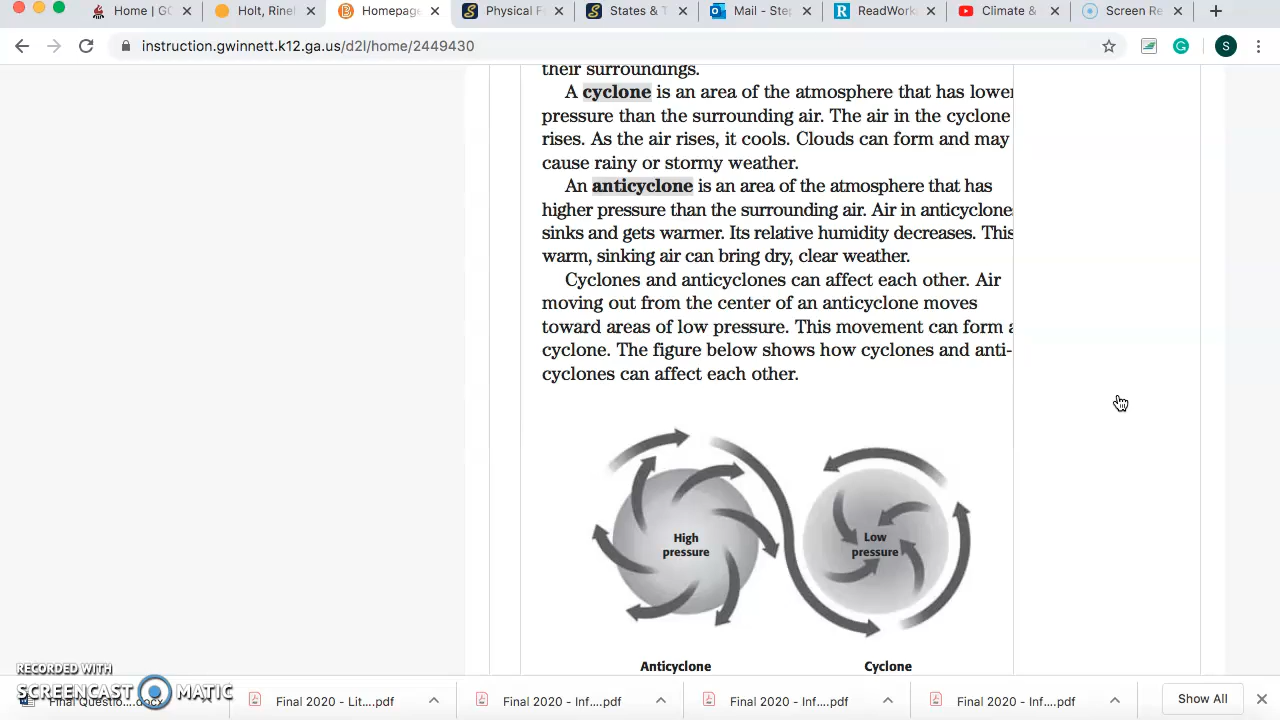 Home | G
Holt, Rinel
Homepage
Physical F
States & T
Mail - Step
ReadWork
Climate &
Screen Re
instruction.gwinnett.k12.ga.us/d2l/home/2449430
S
their surroundings.
A cyclone is an area of the atmosphere that has lower
pressure than the surrounding air. The air in the cyclone
rises. As the air rises, it cools. Clouds can form and may
cause rainy or stormy weather.
An anticyclone is an area of the atmosphere that has
higher pressure than the surrounding air. Air in anticyclone
sinks and gets warmer. Its relative humidity decreases. This
warm, sinking air can bring dry, clear weather.
Cyclones and anticyclones can affect each other. Air
moving out from the center of an anticyclone moves
toward areas of low pressure. This movement can form a
cyclone. The figure below shows how cyclones and anti-
cyclones can affect each other.
High
pressure
Low
pressure
Anticyclone
Cyclone
RECORDED WITH
SCREENCAST MATIC
Final Questio....docx
Final 2020 - Lit....pdf
Final 2020 - Inf....pdf
Final 2020 - Inf....pdf
Final 2020 - Inf....pdf
Show All